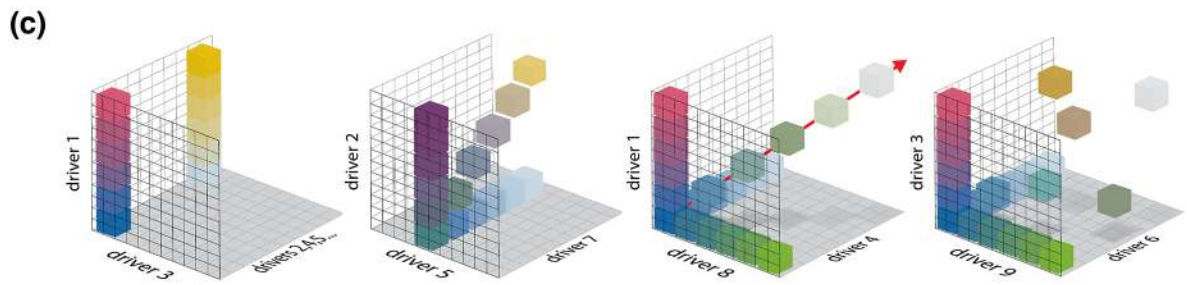 (c)
driver 1
driver 3
drivers 2,4,5...
driver 2
driver 5
driver 7
driver 1
driver 8
driver 4
driver 3
driver 9
driver 6